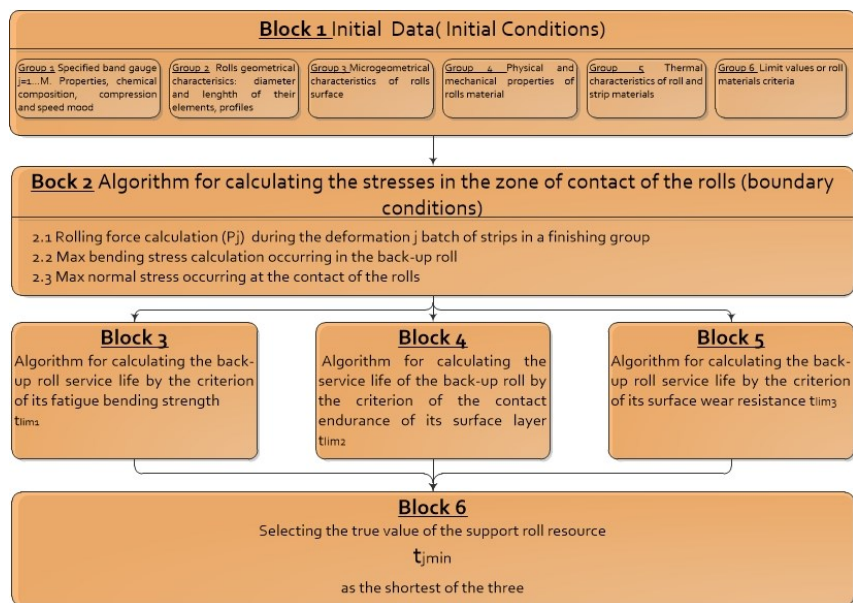 Block 1 Initial Data( Initial Conditions)
Group 1 Specified band gauge
j=1...M. Properties, chemical
composition, compression
and speed mood
Group 2 Rolls geometrical
characterisics: diameter
and lenghth of their
elements, profiles
Group 3 Microgeometrical
characteristics of rolls
surface
Group 4 Physical and
mechanical properties of
rolls material
Group 5 Thermal
characteristics of roll and
strip materials
Group 6 Limit values or roll
materials criteria
Bock 2 Algorithm for calculating the stresses in the zone of contact of the rolls (boundary
conditions)
2.1 Rolling force calculation (Pj) during the deformation j batch of strips in a finishing group
2.2 Max bending stress calculation occurring in the back-up roll
2.3 Max normal stress occurring at the contact of the rolls
Block 3
Algorithm for calculating the back-
up roll service life by the criterion
of its fatigue bending strength
tlim1
Block 4
Algorithm for calculating the
service life of the back-up roll by
the criterion of the contact
endurance of its surface layer
tlim2
Block 5
Algorithm for calculating the back-
up roll service life by the criterion
of its surface wear resistance tlim3
Block 6
Selecting the true value of the support roll resource
tjmin
as the shortest of the three